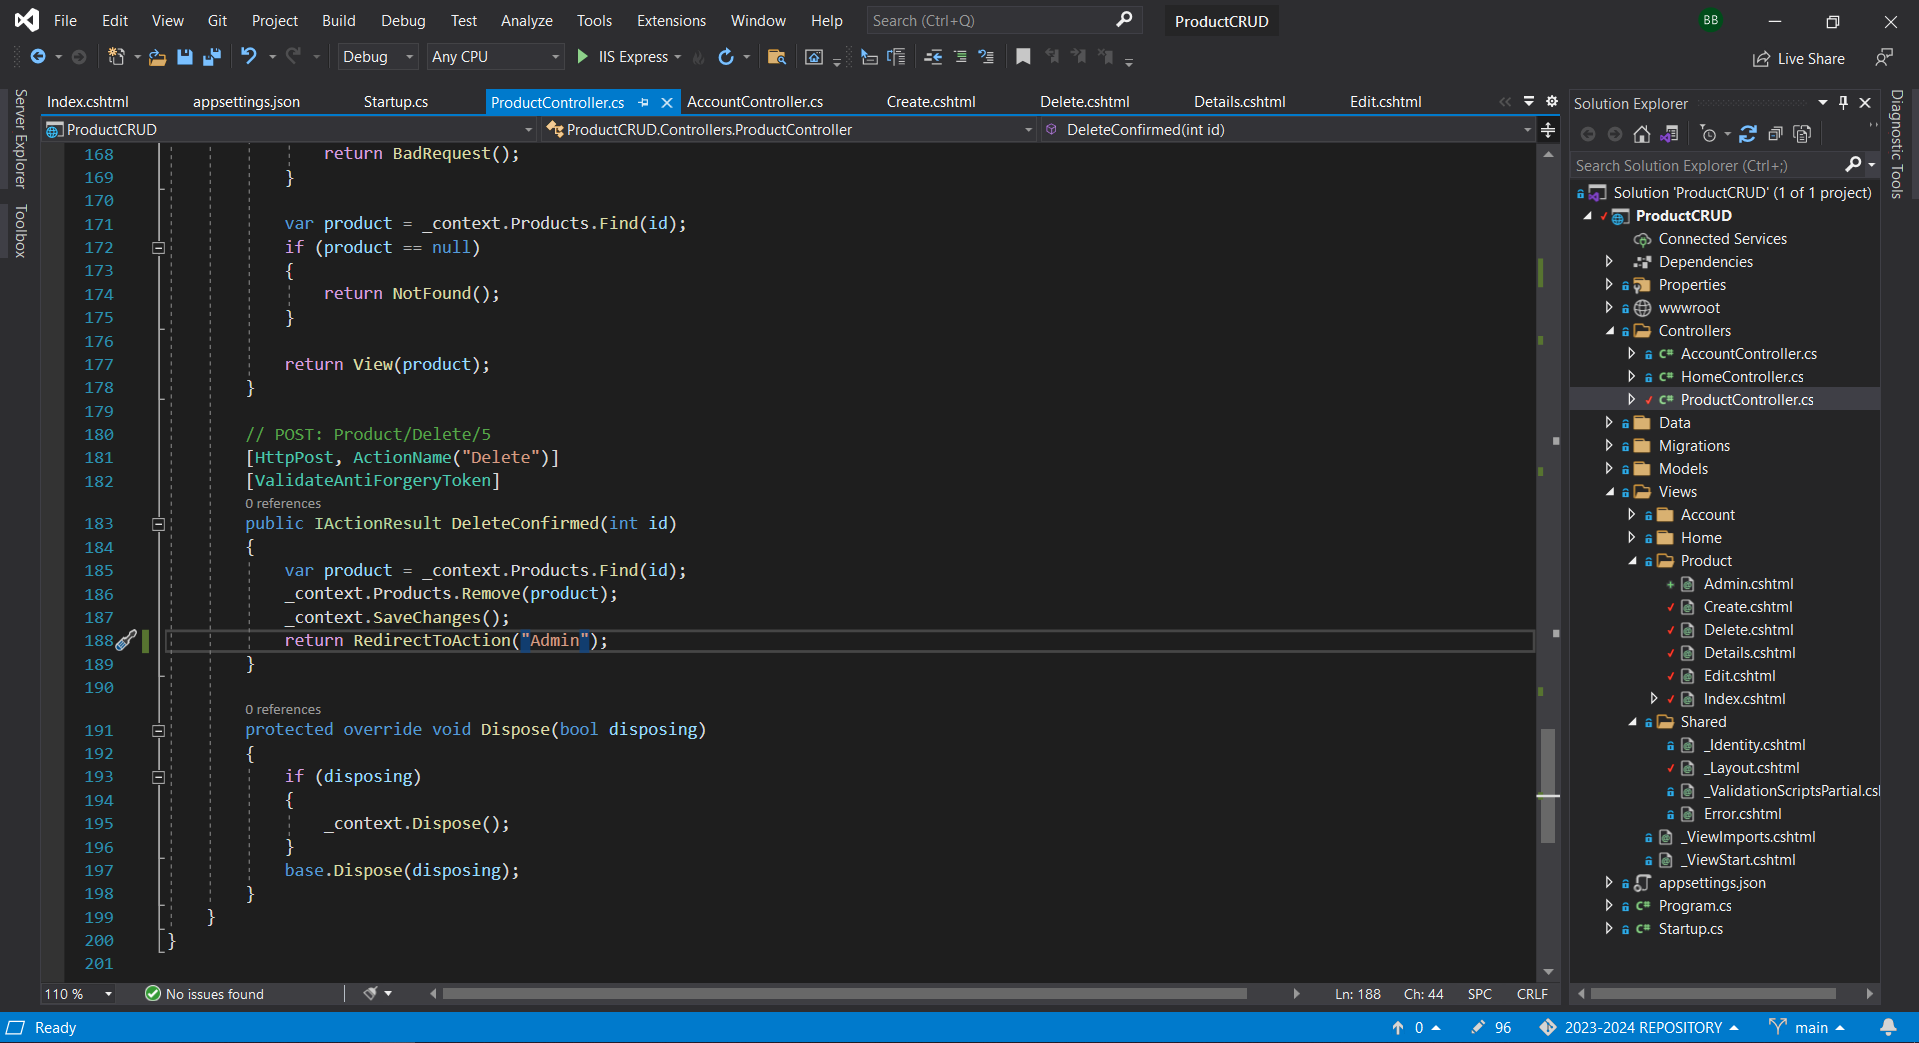 File Edit View Git Project Build Debug Test Analyze Tools Extensions Window Help Search (Ctrl+Q) ProductCRUD BB
Debug Any CPU IIS Express Live Share
Server Explorer
Toolbox
Index.cshtml appsettings.json Startup.cs ProductController.cs AccountController.cs Create.cshtml Delete.cshtml Details.cshtml Edit.cshtml
ProductCRUD ProductCRUD.Controllers.ProductController DeleteConfirmed(int id)
168 return BadRequest();
169 }
170
171 var product = _context.Products.Find(id);
172 if (product == null)
173 {
174 return NotFound();
175 }
176
177 return View(product);
178 }
179
180 // POST: Product/Delete/5
181 [HttpPost, ActionName("Delete")]
182 [ValidateAntiForgeryToken]
0 references
183 public IActionResult DeleteConfirmed(int id)
184 {
185 var product = _context.Products.Find(id);
186 _context.Products.Remove(product);
187 _context.SaveChanges();
188 return RedirectToAction("Admin");
189 }
190
0 references
191 protected override void Dispose(bool disposing)
192 {
193 if (disposing)
194 {
195 _context.Dispose();
196 }
197 base.Dispose(disposing);
198 }
199 }
200 }
201
110 % No issues found Ln: 188 Ch: 44 SPC CRLF
Solution Explorer
Search Solution Explorer (Ctrl+;)
Solution 'ProductCRUD' (1 of 1 project)
ProductCRUD
Connected Services
Dependencies
Properties
wwwroot
Controllers
C# AccountController.cs
C# HomeController.cs
C# ProductController.cs
Data
Migrations
Models
Views
Account
Home
Product
Admin.cshtml
Create.cshtml
Delete.cshtml
Details.cshtml
Edit.cshtml
Index.cshtml
Shared
_Identity.cshtml
_Layout.cshtml
_ValidationScriptsPartial.csl
Error.cshtml
_ViewImports.cshtml
_ViewStart.cshtml
appsettings.json
C# Program.cs
C# Startup.cs
Diagnostic Tools
Ready 0 96 2023-2024 REPOSITORY main